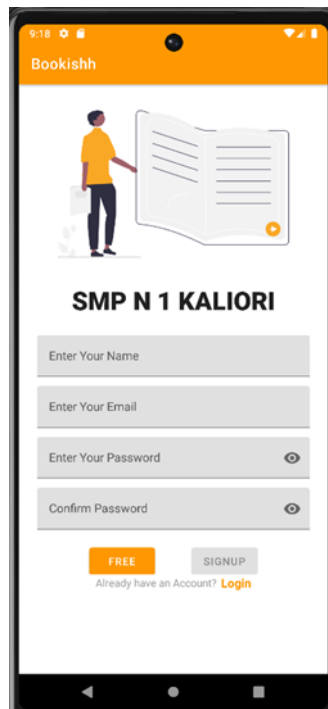 9:18
Bookishh
SMP N 1 KALIORI
Enter Your Name
Enter Your Email
Enter Your Password
Confirm Password
FREE SIGNUP
Already have an Account? Login